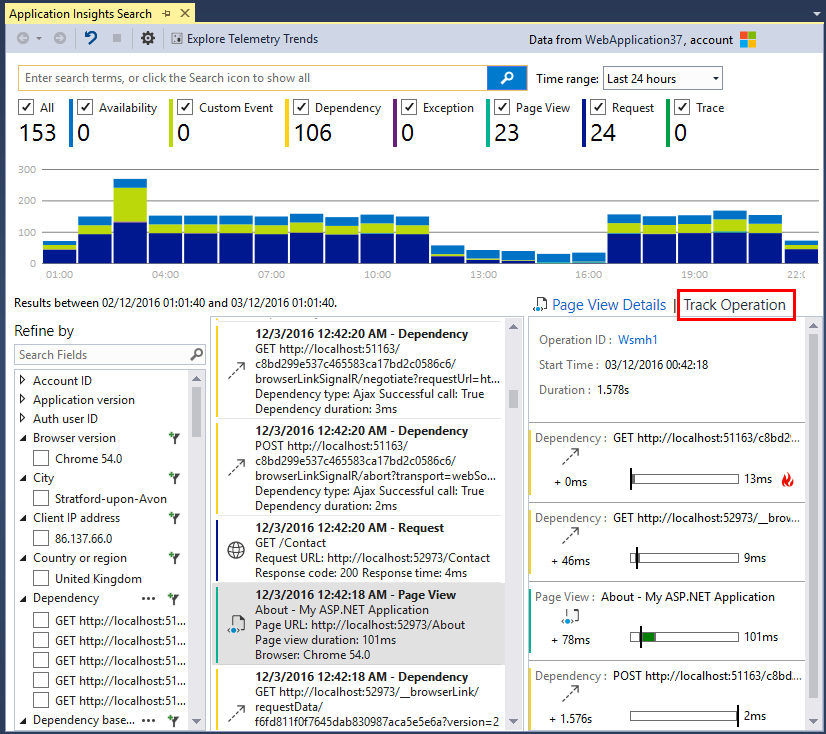 Application Insights Search
Explore Telemetry Trends
Data from WebApplication37, account
Enter search terms, or click the Search icon to show all
Time range: Last 24 hours
All Availability Custom Event Dependency Exception Page View Request Trace
153 0 0 106 0 23 24 0
300
200
100
0
01:00 04:00 07:00 10:00 13:00 16:00 19:00 22:0
Results between 02/12/2016 01:01:40 and 03/12/2016 01:01:40.
Refine by
Search Fields
Account ID
Application version
Auth user ID
Browser version
Chrome 54.0
City
Stratford-upon-Avon
Client IP address
86.137.66.0
Country or region
United Kingdom
Dependency ...
GET http://localhost:51...
GET http://localhost:51...
GET http://localhost:51...
GET http://localhost:51...
GET http://localhost:51...
Dependency base... ...
12/3/2016 12:42:20 AM - Dependency
GET http://localhost:51163/
c8bd299e537c465583ca17bd2c0586c6/
browserLinkSignalR/negotiate?requestUrl=ht...
Dependency type: Ajax Successful call: True
Dependency duration: 3ms
12/3/2016 12:42:20 AM - Dependency
POST http://localhost:51163/
c8bd299e537c465583ca17bd2c0586c6/
browserLinkSignalR/abort?transport=webSo...
Dependency type: Ajax Successful call: True
Dependency duration: 2ms
12/3/2016 12:42:20 AM - Request
GET /Contact
Request URL: http://localhost:52973/Contact
Response code: 200 Response time: 4ms
12/3/2016 12:42:18 AM - Page View
About - My ASP.NET Application
Page URL: http://localhost:52973/About
Page view duration: 101ms
Browser: Chrome 54.0
12/3/2016 12:42:18 AM - Dependency
GET http://localhost:52973/__browserLink/
requestData/
f6fd811f0f7645dab830987aca5e5e6a?version=2
Page View Details | Track Operation
Operation ID : Wsmh1
Start Time : 03/12/2016 00:42:18
Duration : 1.578s
Dependency : GET http://localhost:51163/c8bd2...
+ 0ms 13ms
Dependency : GET http://localhost:52973/__brow...
+ 46ms 9ms
Page View : About - My ASP.NET Application
+ 78ms 101ms
Dependency : POST http://localhost:51163/c8bd...
+ 1.576s 2ms